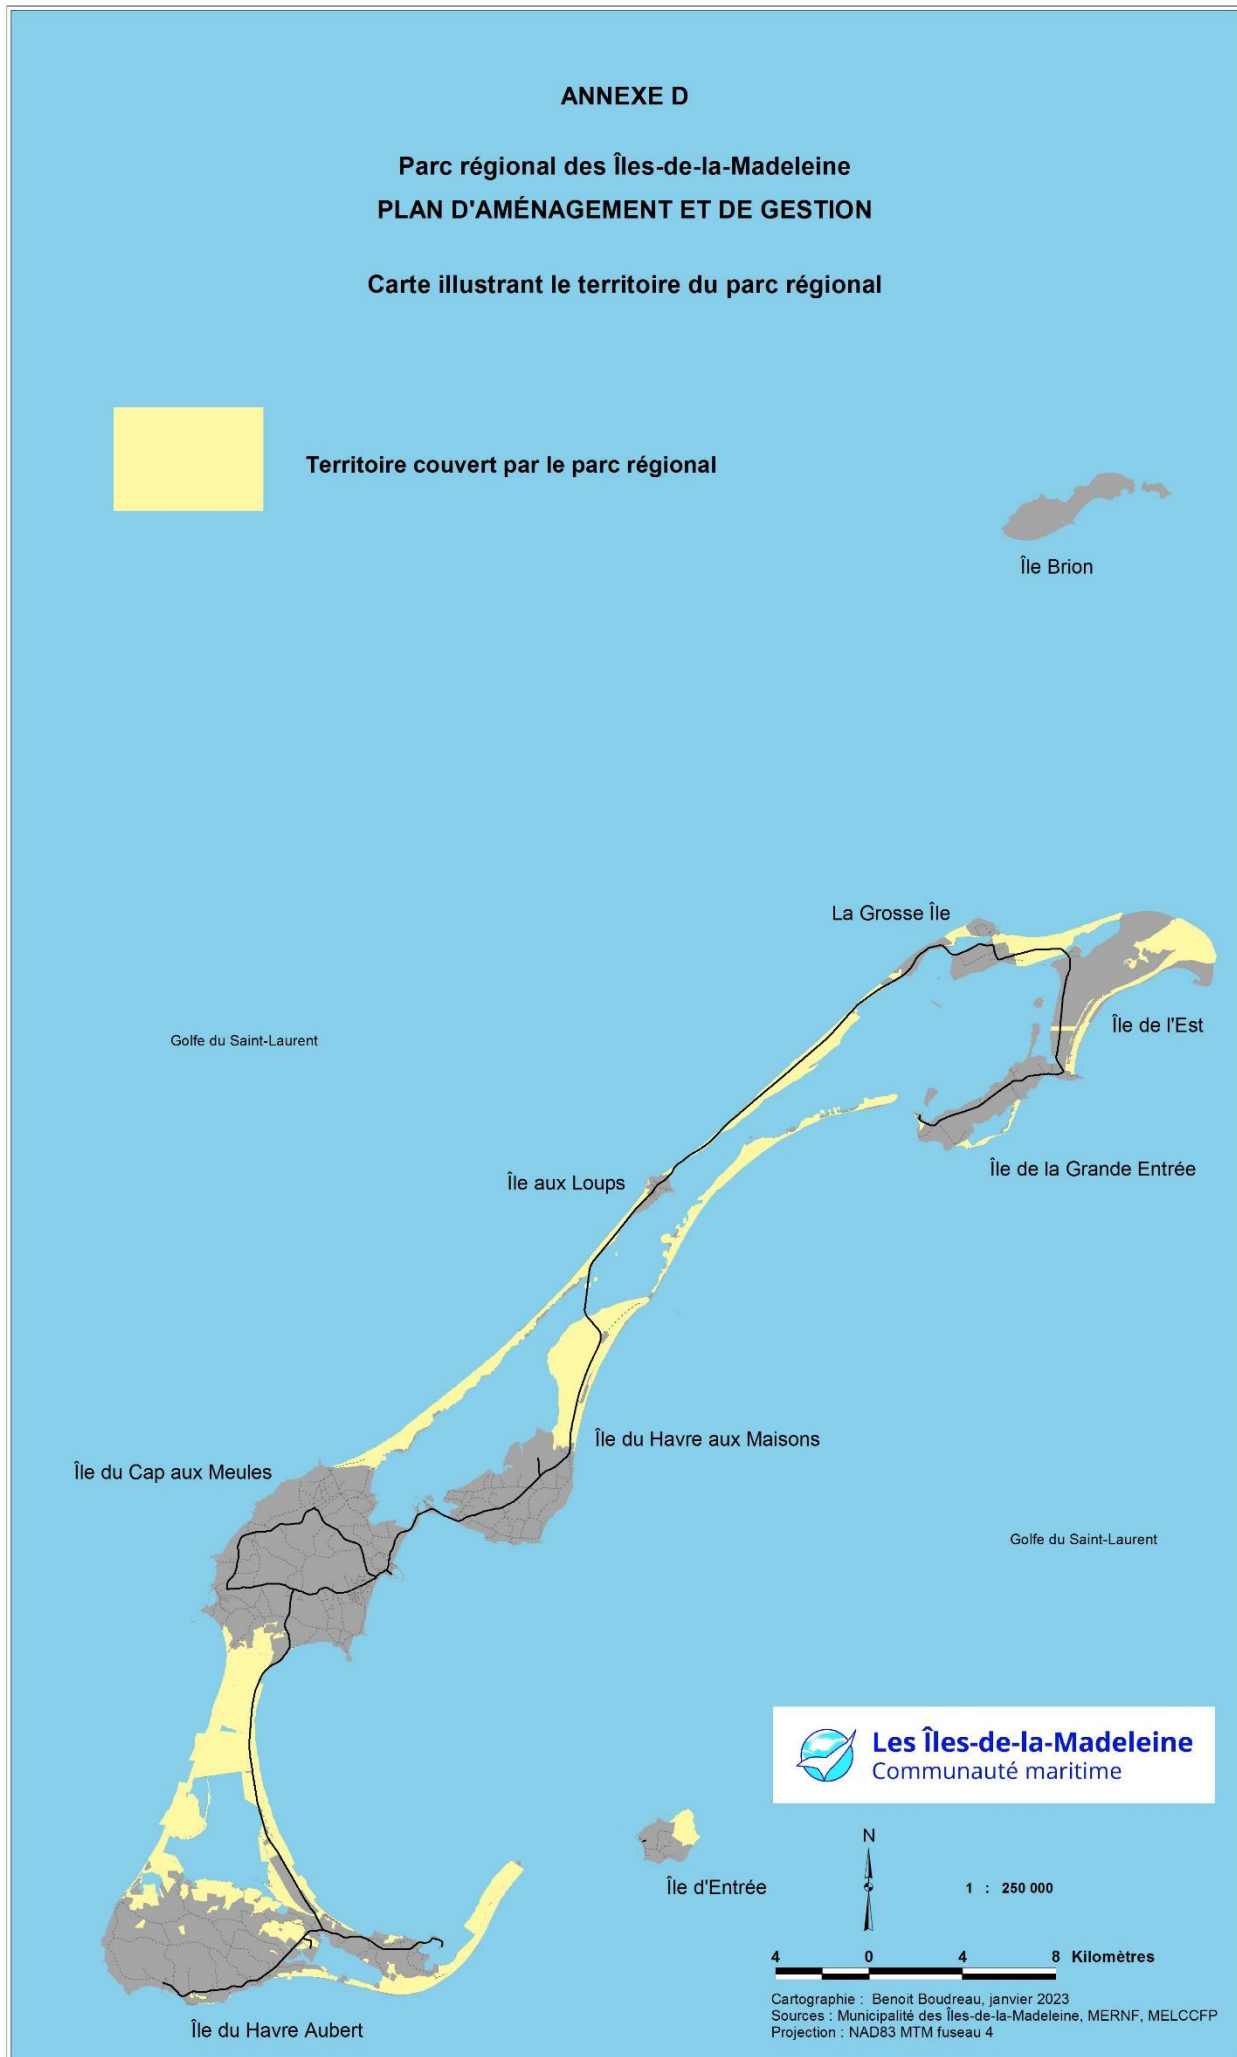 ANNEXE D
Parc régional des Îles-de-la-Madeleine
PLAN D'AMÉNAGEMENT ET DE GESTION
Carte illustrant le territoire du parc régional
Territoire couvert par le parc régional
Île Brion
La Grosse Île
Golfe du Saint-Laurent
Île de l'Est
Île aux Loups
Île de la Grande Entrée
Île du Havre aux Maisons
Île du Cap aux Meules
Golfe du Saint-Laurent
Les Îles-de-la-Madeleine
Communauté maritime
N
Île d'Entrée
1 : 250 000
4 0 4 8 Kilomètres
Cartographie : Benoit Boudreau, janvier 2023
Sources : Municipalité des Îles-de-la-Madeleine, MERNF, MELCCFP
Projection : NAD83 MTM fuseau 4
Île du Havre Aubert